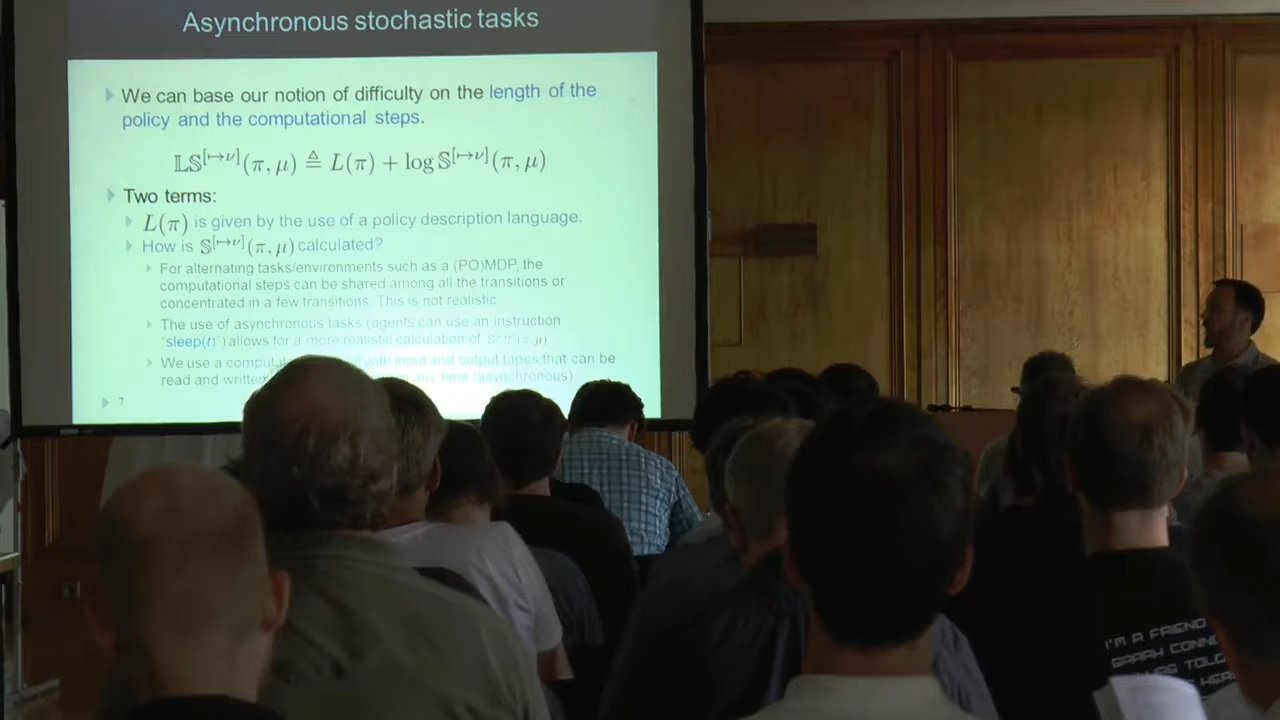 Asynchronous stochastic tasks
We can base our notion of difficulty on the length of the
policy and the computational steps.
𝕃𝕊^[↦ν](π, μ) ≜ L(π) + log 𝕊^[↦ν](π, μ)
Two terms:
L(π) is given by the use of a policy description language.
How is 𝕊^[↦ν](π, μ) calculated?
For alternating tasks/environments such as a (PO)MDP, the
computational steps can be shared among all the transitions or
concentrated in a few transitions. This is not realistic
The use of asynchronous tasks (agents can use an instruction
"sleep(t)") allows for a more realistic calculation of
We use a with input and output tapes that can be
read and written any time (asynchronous)
7
I'M A FRIEND
SARAH
TOLD